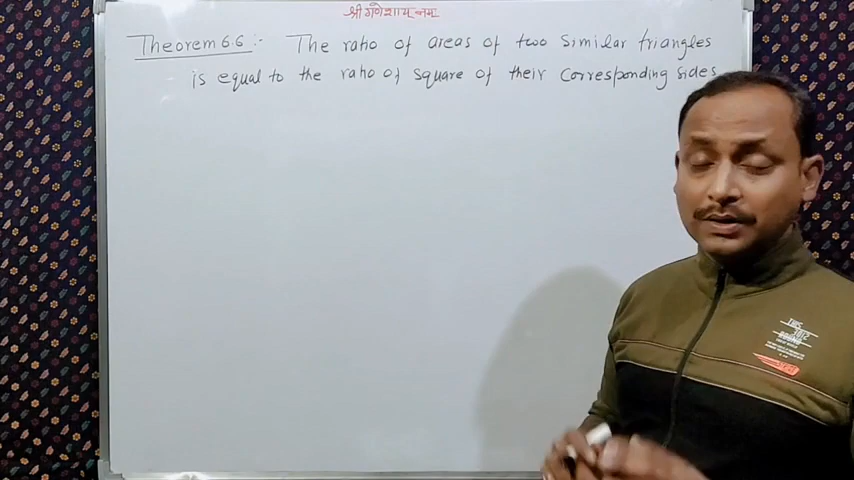 श्री गणेशाय नमः
Theorem 6.6 :- The ratio of areas of two Similar triangles
is equal to the ratio of Square of their Corresponding sides